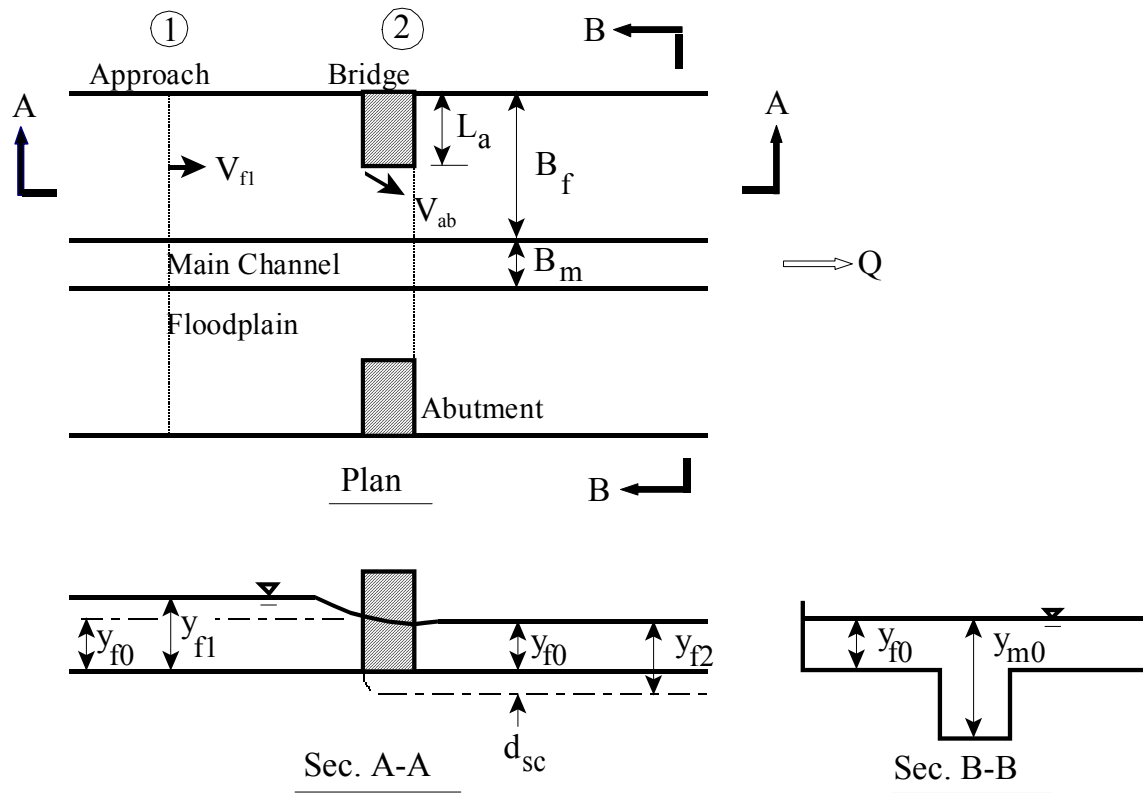 1
2
B
Approach
Bridge
A
L_a
B_f
A
V_f1
V_ab
Main Channel
B_m
Q
Floodplain
Abutment
Plan
B
y_f0
y_f1
y_f0
y_f2
y_f0
y_m0
d_sc
Sec. A-A
Sec. B-B